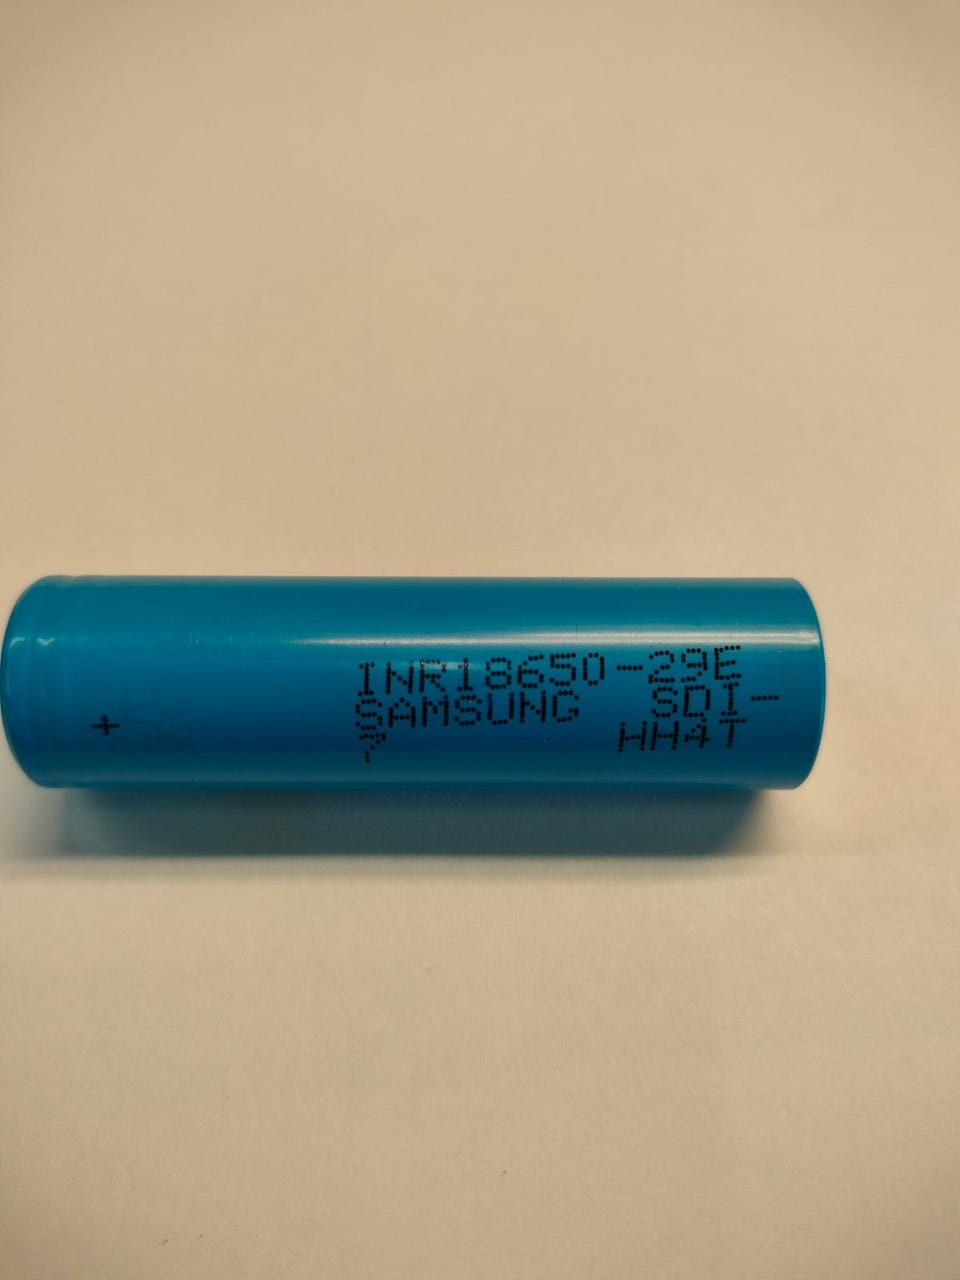 INR18650-29E
SAMSUNG SDI-
7 HH4T
+